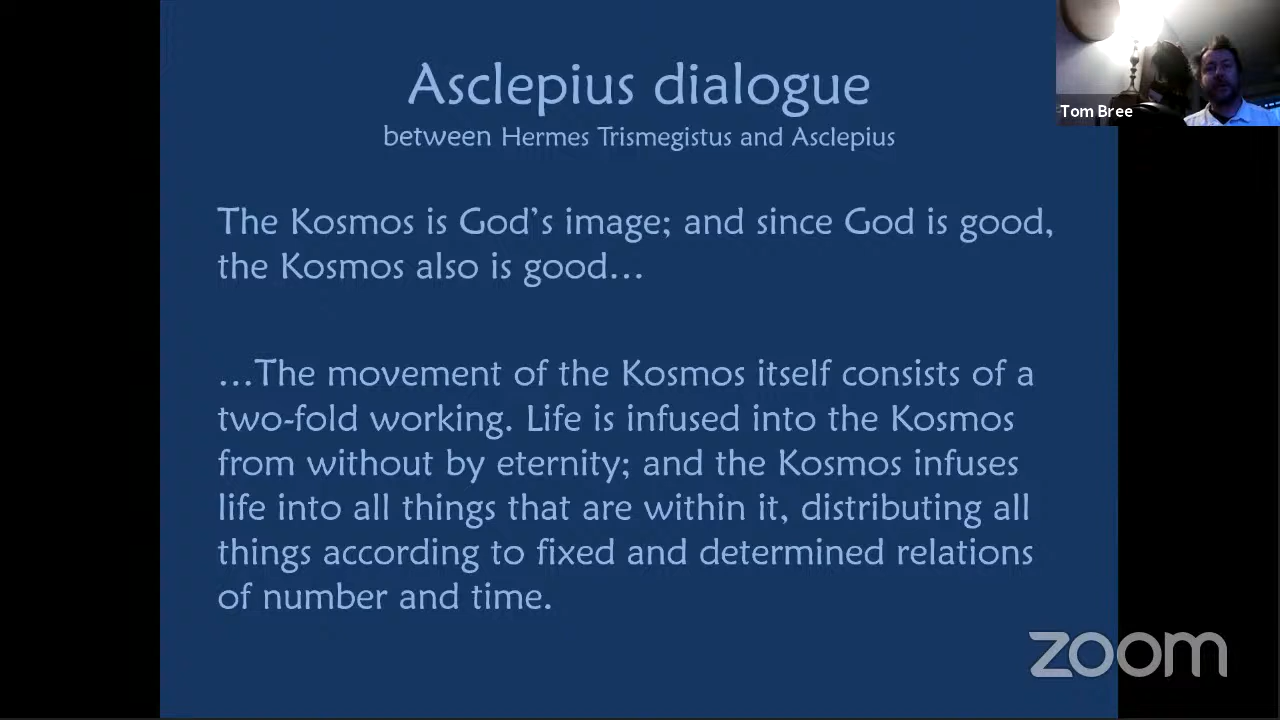 Asclepius dialogue
between Hermes Trismegistus and Asclepius
Tom Bree
The Kosmos is God’s image; and since God is good,
the Kosmos also is good…
…The movement of the Kosmos itself consists of a
two-fold working. Life is infused into the Kosmos
from without by eternity; and the Kosmos infuses
life into all things that are within it, distributing all
things according to fixed and determined relations
of number and time.
zoom